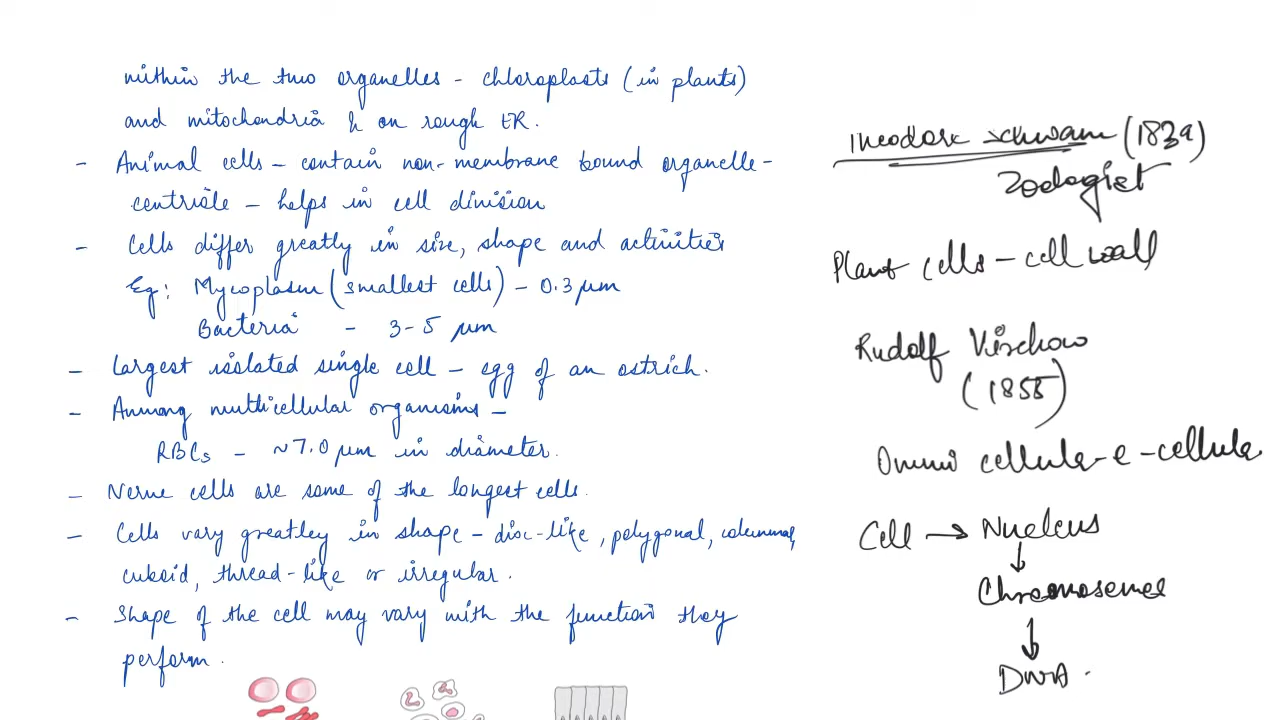 within the two organelles - chloroplasts (in plants)
and mitochondria & on rough ER.
- Animal cells - contain non-membrane bound organelle -
centriole - helps in cell division
- Cells differ greatly in size, shape and activities
Eg: Mycoplasm (smallest cells) - 0.3 μm
Bacteria - 3-5 μm
- Largest isolated single cell - egg of an ostrich.
- Among multicellular organisms -
RBCs - ~7.0 μm in diameter.
- Nerve cells are some of the longest cells.
- Cells vary greatley in shape - disc-like, polygonal, columnar,
cuboid, thread-like or irregular.
- Shape of the cell may vary with the function they
perform.
Theodore Schwann (1839)
Zoologist
Plant cells - cell wall
Rudolf Virchow
(1855)
Omnis cellula-e-cellula
Cell → Nucleus
↓
Chromosomes
↓
DNA.